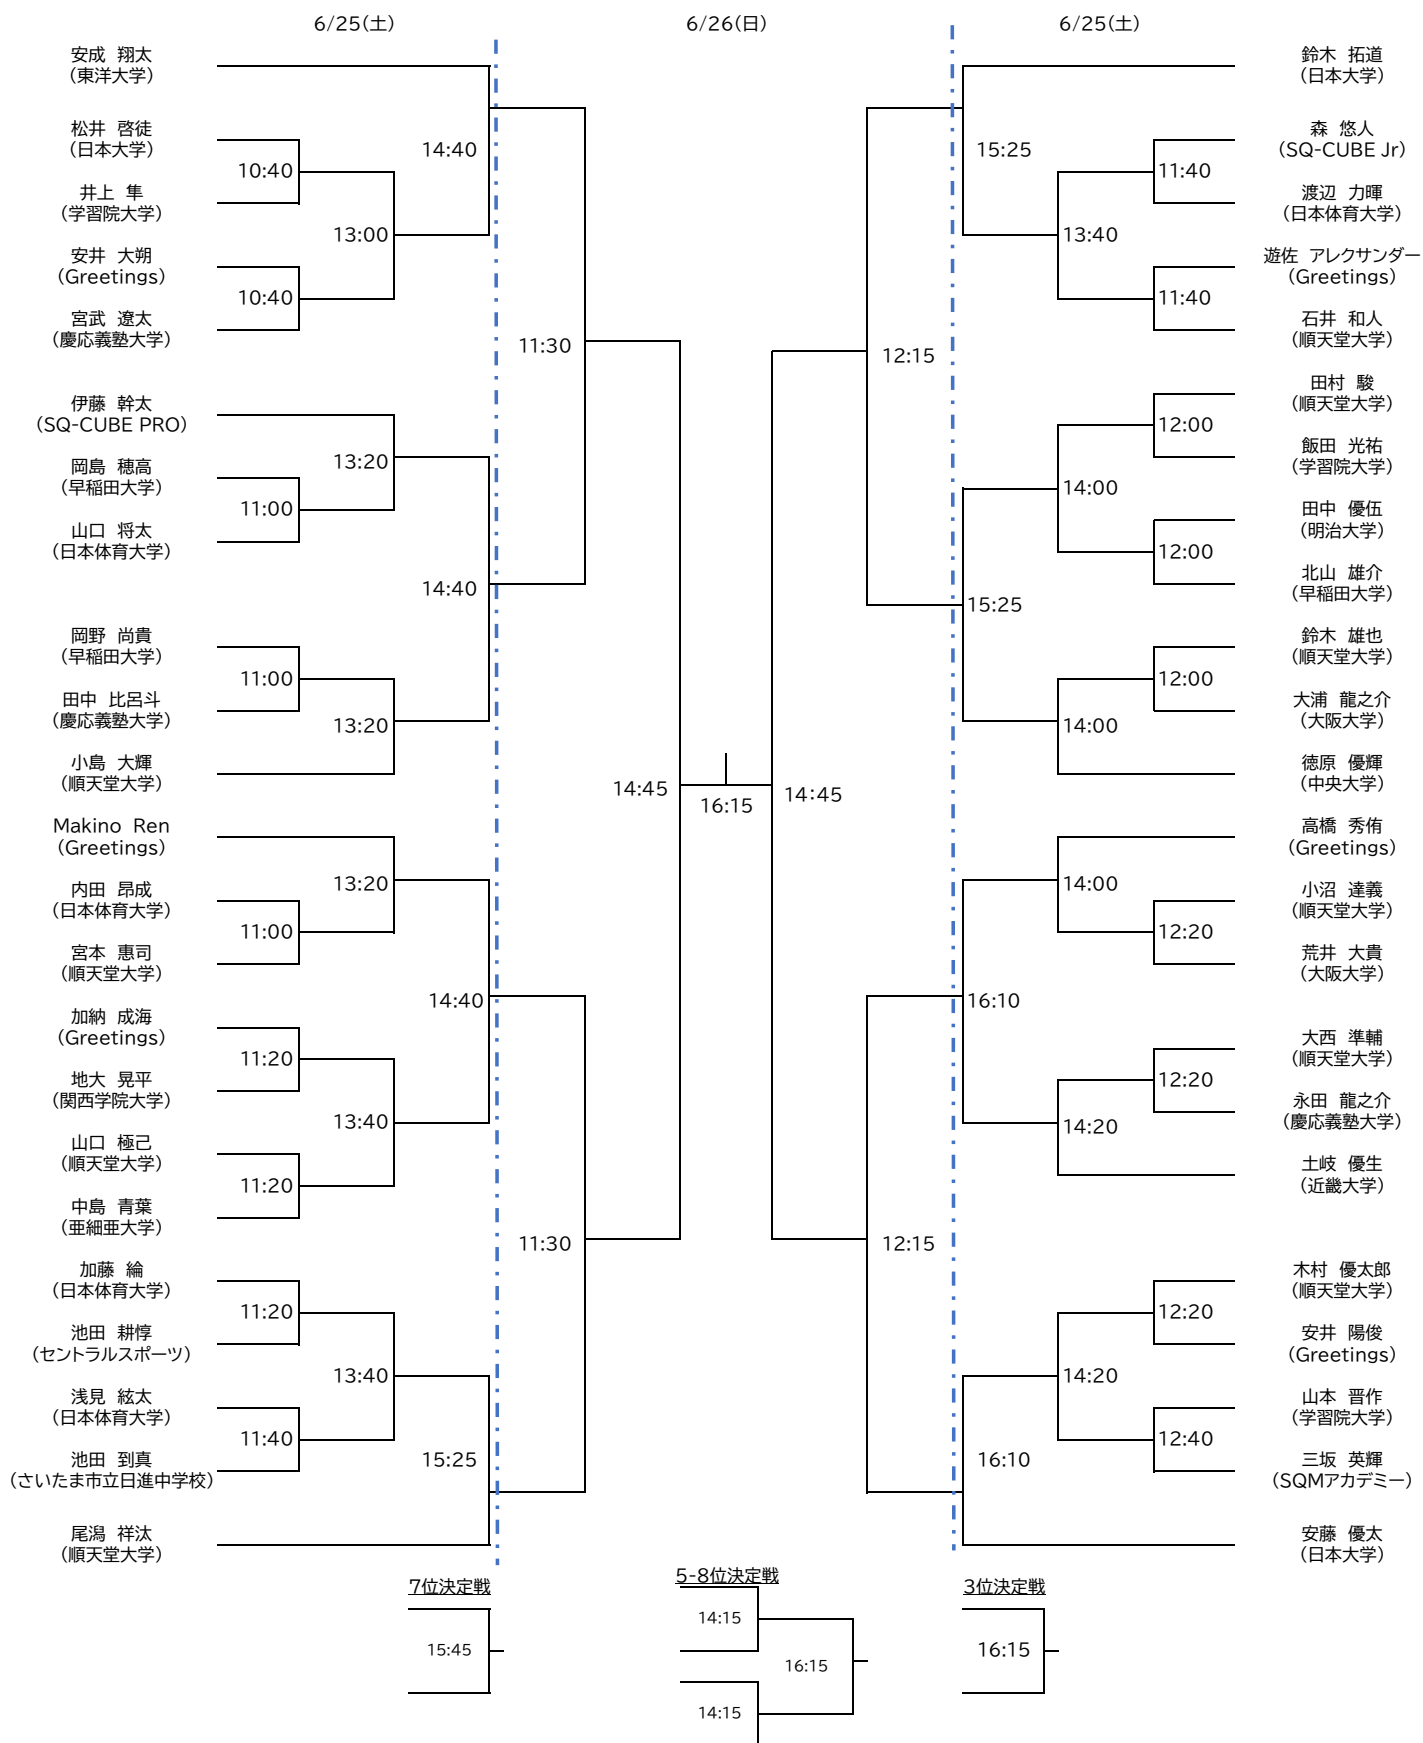 6/25(土)
6/26(日)
6/25(土)
安成 翔太
(東洋大学)
松井 啓徒
(日本大学)
井上 隼
(学習院大学)
安井 大朔
(Greetings)
宮武 遼太
(慶応義塾大学)
伊藤 幹太
(SQ-CUBE PRO)
岡島 穂高
(早稲田大学)
山口 将太
(日本体育大学)
岡野 尚貴
(早稲田大学)
田中 比呂斗
(慶応義塾大学)
小島 大輝
(順天堂大学)
Makino Ren
(Greetings)
内田 昂成
(日本体育大学)
宮本 惠司
(順天堂大学)
加納 成海
(Greetings)
地大 晃平
(関西学院大学)
山口 極己
(順天堂大学)
中島 青葉
(亜細亜大学)
加藤 綸
(日本体育大学)
池田 耕惇
(セントラルスポーツ)
浅見 絃太
(日本体育大学)
池田 到真
(さいたま市立日進中学校)
尾潟 祥汰
(順天堂大学)
10:40
10:40
11:00
11:00
11:00
11:20
11:20
11:20
11:40
13:00
13:20
13:20
13:20
13:40
13:40
14:40
14:40
14:40
15:25
11:30
11:30
14:45
16:15
14:45
12:15
12:15
15:25
15:25
16:10
16:10
13:40
14:00
14:00
14:00
14:20
14:20
11:40
11:40
12:00
12:00
12:00
12:20
12:20
12:20
12:40
鈴木 拓道
(日本大学)
森 悠人
(SQ-CUBE Jr)
渡辺 力暉
(日本体育大学)
遊佐 アレクサンダー
(Greetings)
石井 和人
(順天堂大学)
田村 駿
(順天堂大学)
飯田 光祐
(学習院大学)
田中 優伍
(明治大学)
北山 雄介
(早稲田大学)
鈴木 雄也
(順天堂大学)
大浦 龍之介
(大阪大学)
徳原 優輝
(中央大学)
高橋 秀侑
(Greetings)
小沼 達義
(順天堂大学)
荒井 大貴
(大阪大学)
大西 準輔
(順天堂大学)
永田 龍之介
(慶応義塾大学)
土岐 優生
(近畿大学)
木村 優太郎
(順天堂大学)
安井 陽俊
(Greetings)
山本 晋作
(学習院大学)
三坂 英輝
(SQMアカデミー)
安藤 優太
(日本大学)
7位決定戦
15:45
5-8位決定戦
14:15
16:15
14:15
3位決定戦
16:15